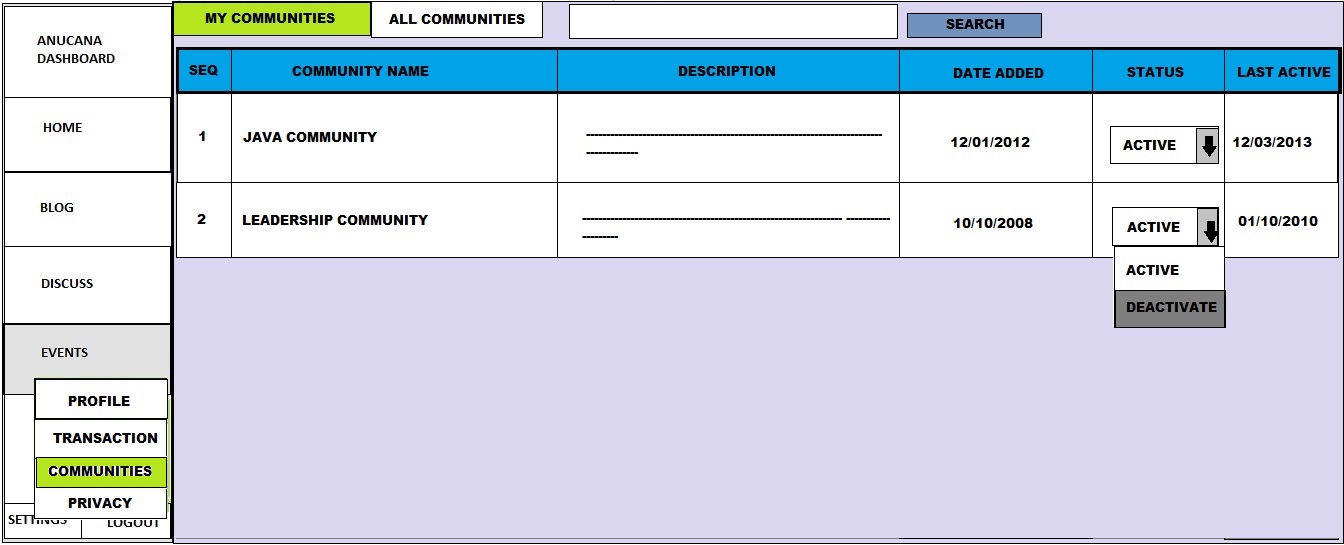 ANUCANA
DASHBOARD
HOME
BLOG
DISCUSS
EVENTS
PROFILE
TRANSACTION
COMMUNITIES
PRIVACY
SETTINGS LOGOUT
MY COMMUNITIES ALL COMMUNITIES SEARCH
SEQ COMMUNITY NAME DESCRIPTION DATE ADDED STATUS LAST ACTIVE
1 JAVA COMMUNITY 12/01/2012 ACTIVE 12/03/2013
2 LEADERSHIP COMMUNITY 10/10/2008 ACTIVE 01/10/2010
ACTIVE
DEACTIVATE